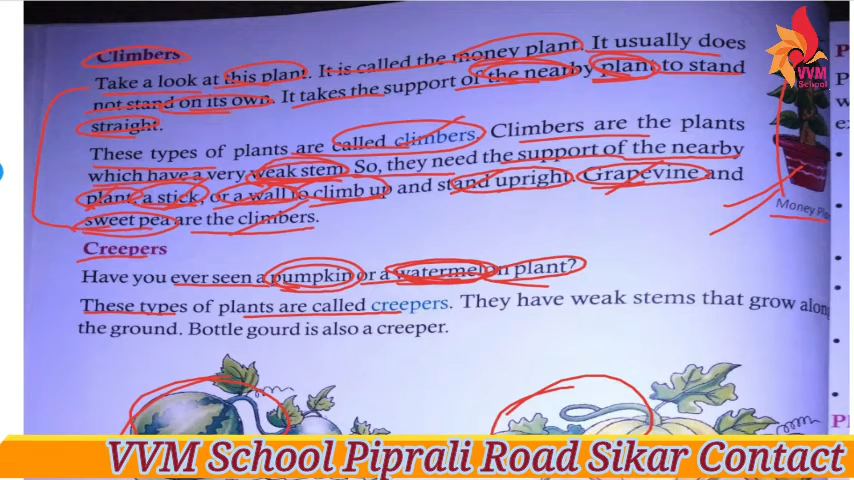 Climbers
Take a look at this plant. It is called the money plant. It usually does
not stand on its own. It takes the support of the nearby plant to stand
straight.
These types of plants are called climbers. Climbers are the plants
which have a very weak stem. So, they need the support of the nearby
plant, a stick, or a wall to climb up and stand upright. Grapevine and
sweet pea are the climbers.
Creepers
Have you ever seen a pumpkin or a watermelon plant?
These types of plants are called creepers. They have weak stems that grow along
the ground. Bottle gourd is also a creeper.
Money Pla
VVM
School
VVM School Piprali Road Sikar Contact